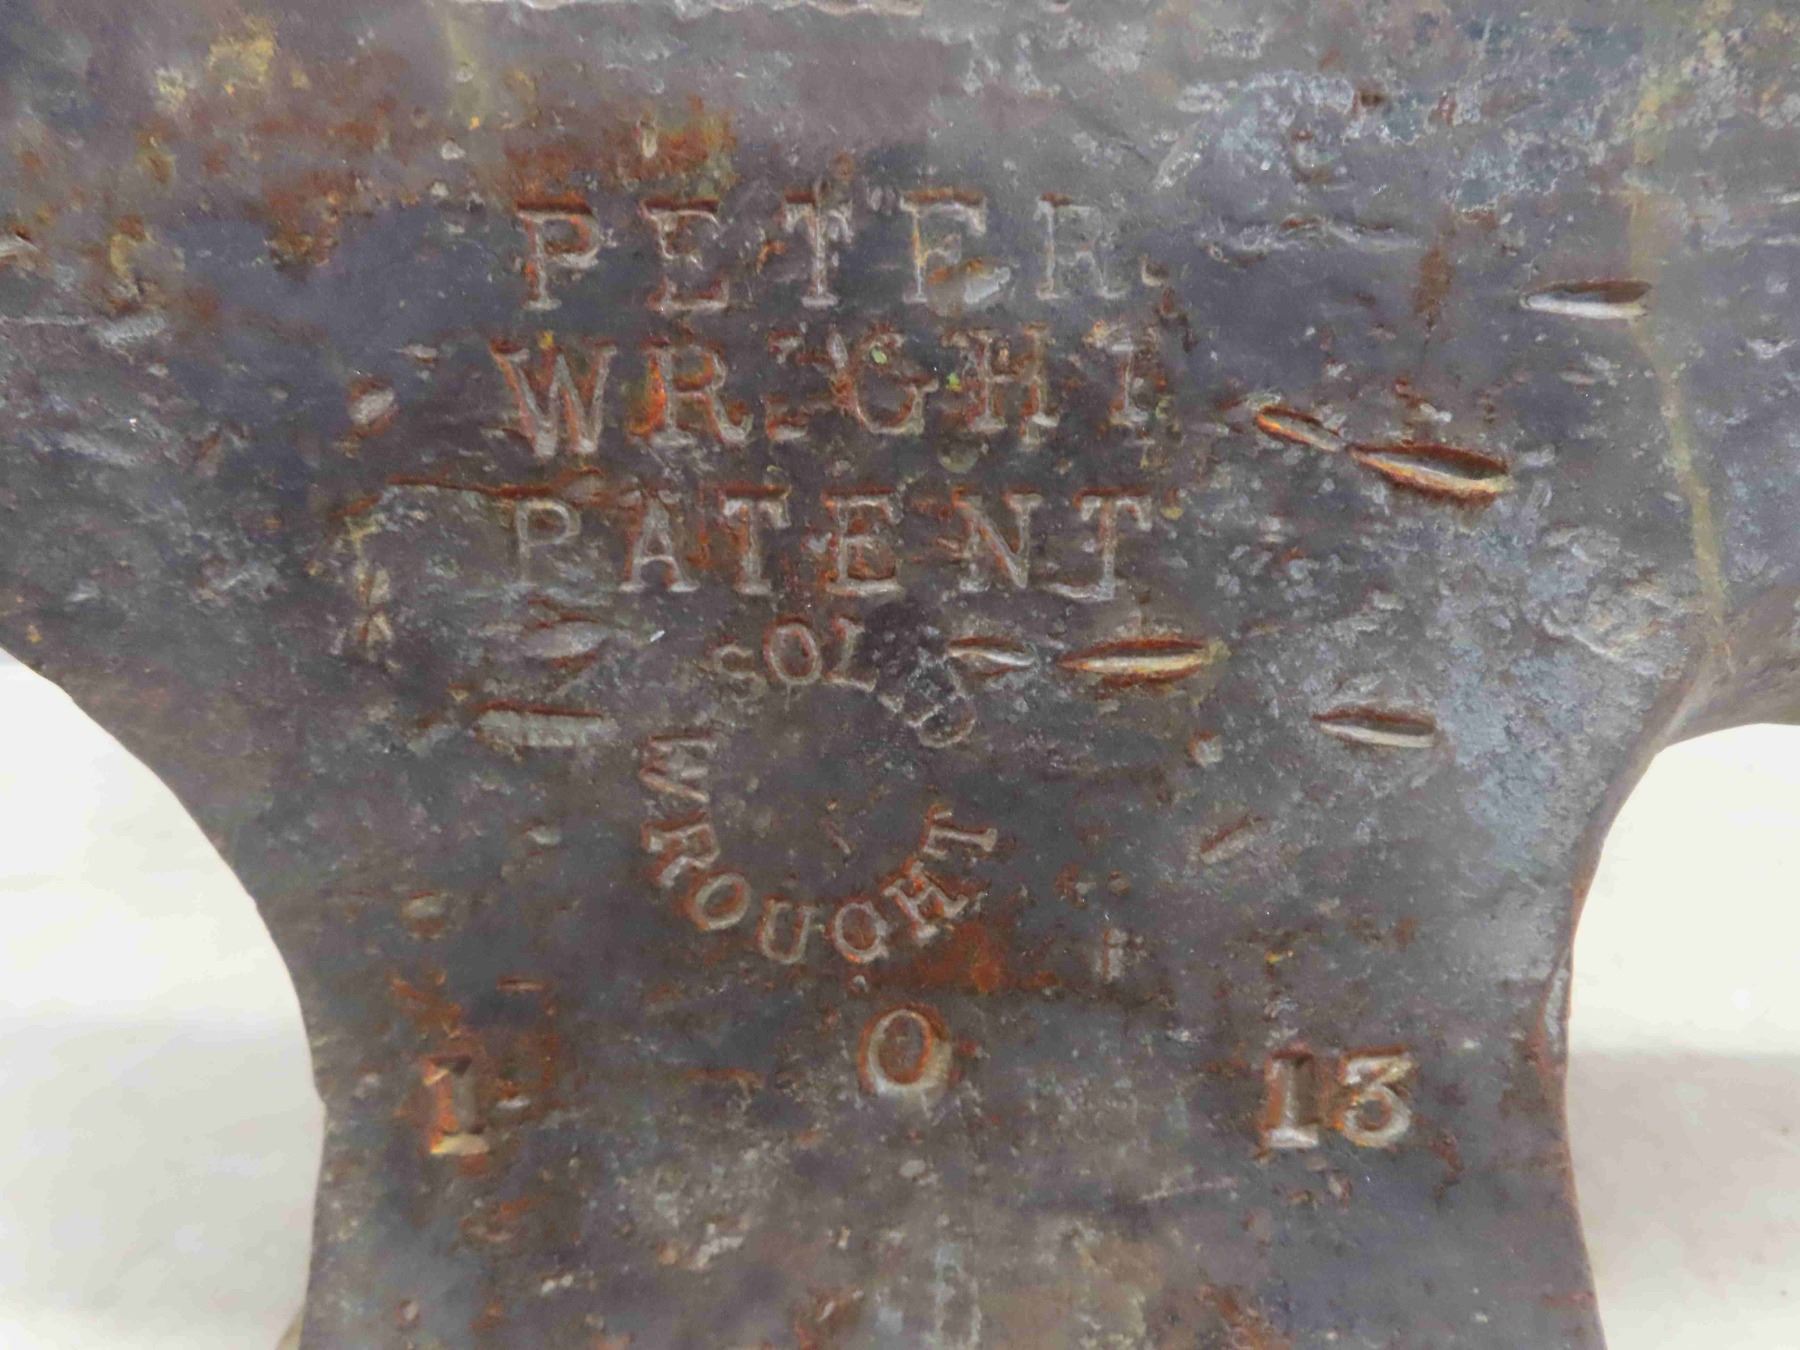 PETER
WRIGHT
PATENT
SOLID
WROUGHT
1 0 13